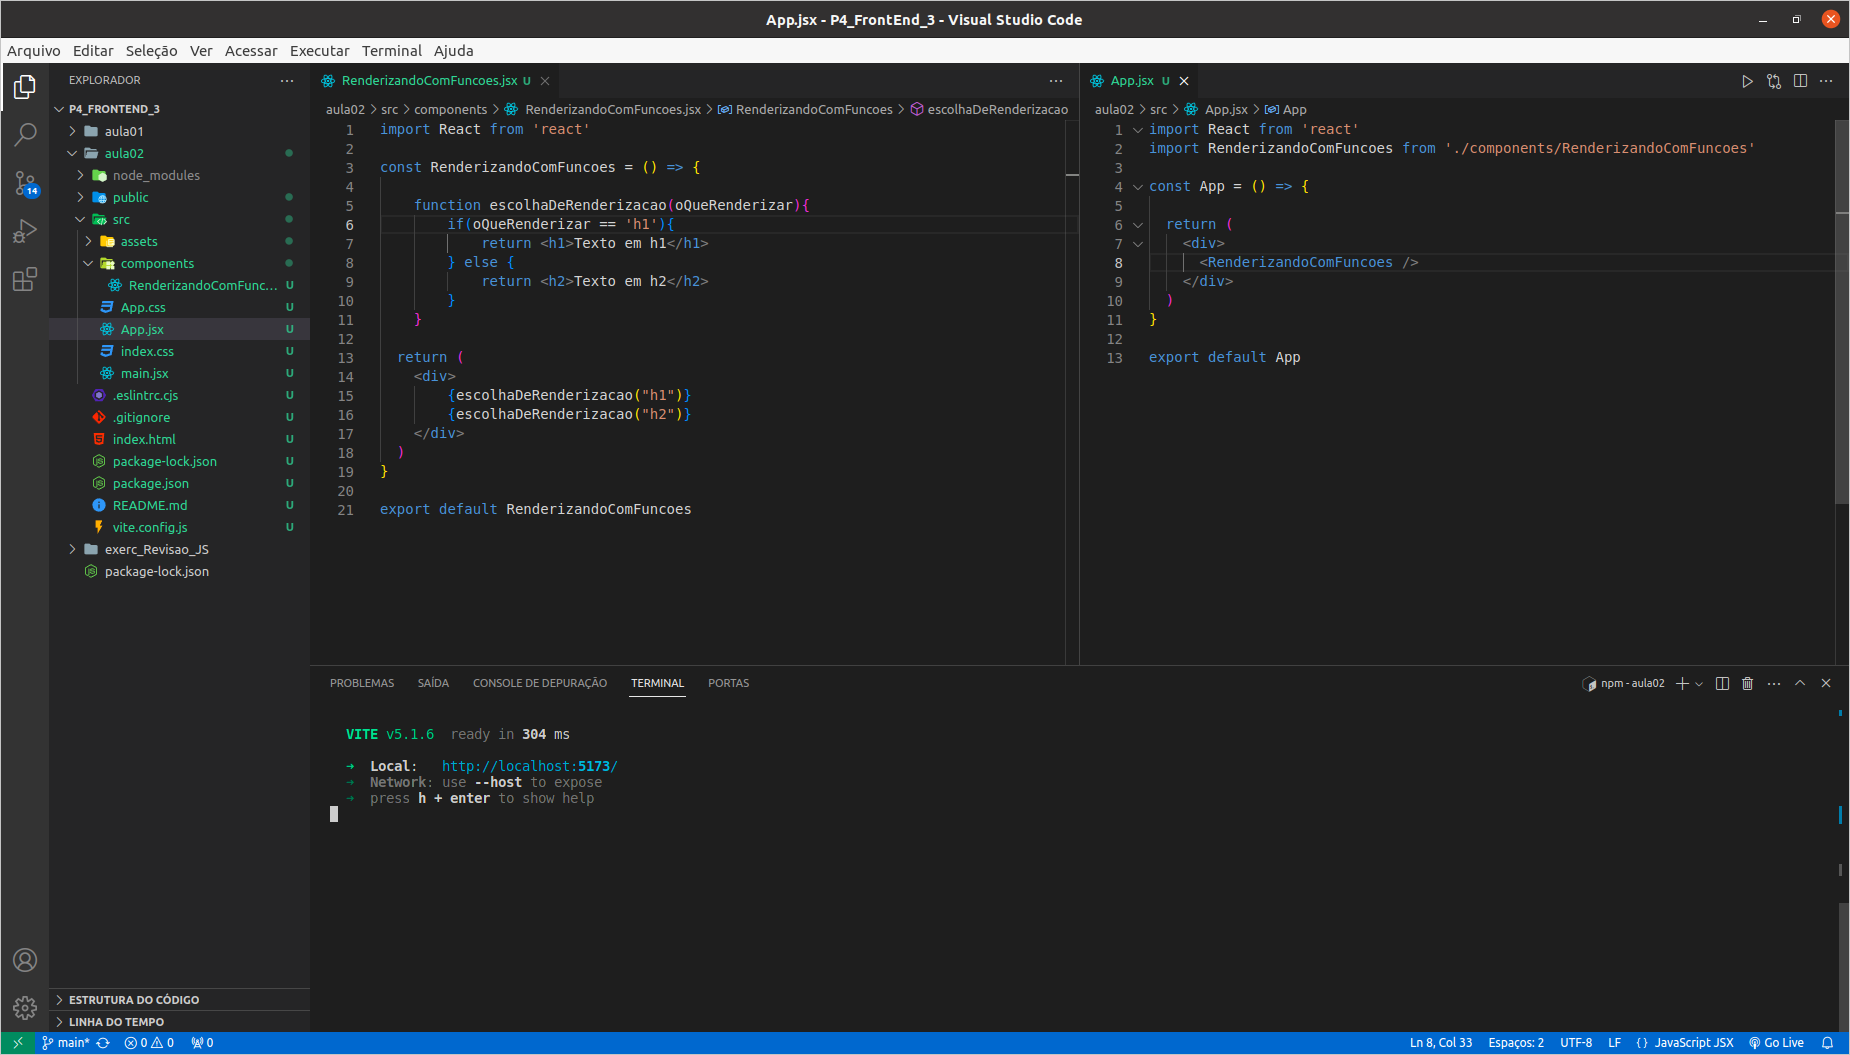 App.jsx - P4_FrontEnd_3 - Visual Studio Code
Arquivo Editar Seleção Ver Acessar Executar Terminal Ajuda
EXPLORADOR
P4_FRONTEND_3
aula01
aula02
node_modules
public
src
assets
components
RenderizandoComFunc... U
App.css U
App.jsx U
index.css U
main.jsx U
.eslintrc.cjs U
.gitignore U
index.html U
package-lock.json U
package.json U
README.md U
vite.config.js U
exerc_Revisao_JS
package-lock.json
ESTRUTURA DO CÓDIGO
LINHA DO TEMPO
14
RenderizandoComFuncoes.jsx U
aula02 > src > components > RenderizandoComFuncoes.jsx > RenderizandoComFuncoes > escolhaDeRenderizacao
1 import React from 'react'
2
3 const RenderizandoComFuncoes = () => {
4
5 function escolhaDeRenderizacao(oQueRenderizar){
6 if(oQueRenderizar == 'h1'){
7 return <h1>Texto em h1</h1>
8 } else {
9 return <h2>Texto em h2</h2>
10 }
11 }
12
13 return (
14 <div>
15 {escolhaDeRenderizacao("h1")}
16 {escolhaDeRenderizacao("h2")}
17 </div>
18 )
19 }
20
21 export default RenderizandoComFuncoes
App.jsx U
aula02 > src > App.jsx > App
1 import React from 'react'
2 import RenderizandoComFuncoes from './components/RenderizandoComFuncoes'
3
4 const App = () => {
5
6 return (
7 <div>
8 <RenderizandoComFuncoes />
9 </div>
10 )
11 }
12
13 export default App
PROBLEMAS SAÍDA CONSOLE DE DEPURAÇÃO TERMINAL PORTAS
npm - aula02
VITE v5.1.6 ready in 304 ms
➜ Local: http://localhost:5173/
➜ Network: use --host to expose
➜ press h + enter to show help
main* 0 0 0
Ln 8, Col 33 Espaços: 2 UTF-8 LF {} JavaScript JSX Go Live